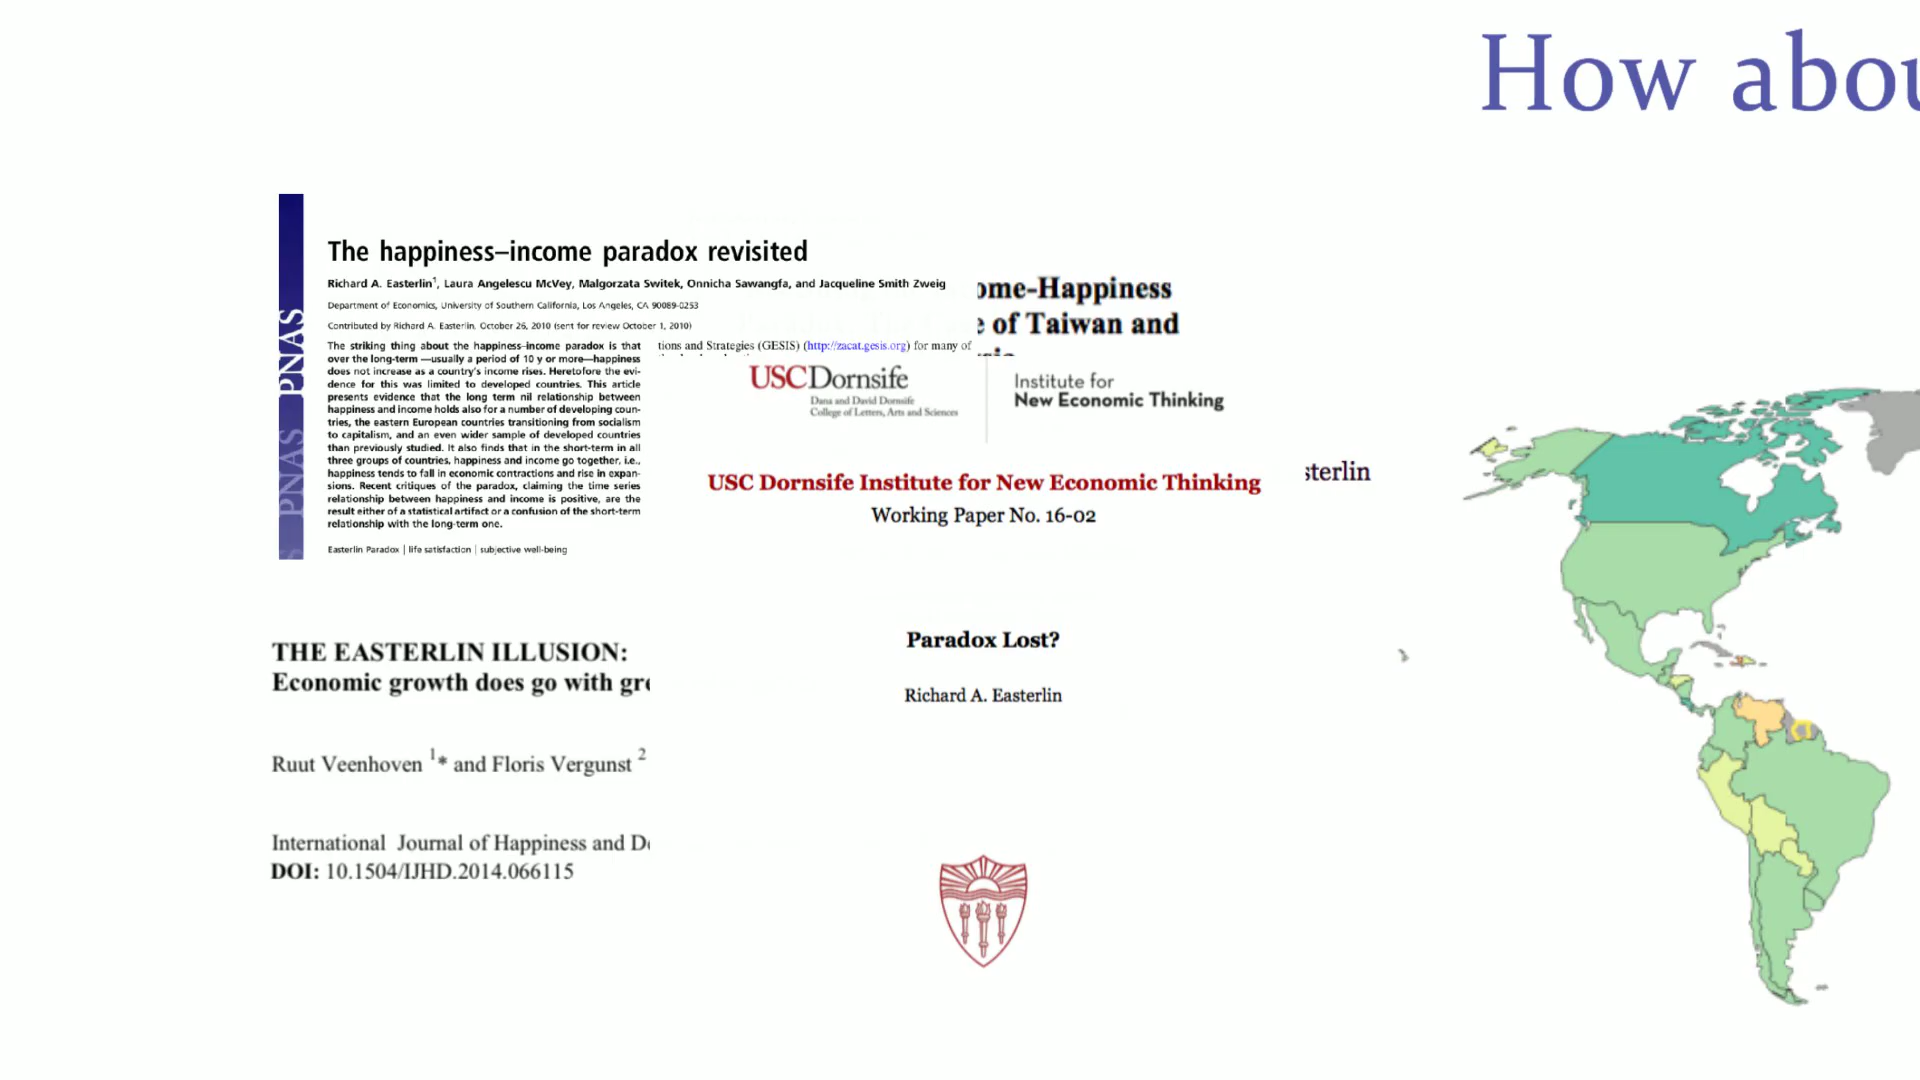 How abou
The happiness–income paradox revisited
Richard A. Easterlin1, Laura Angelescu McVey, Malgorzata Switek, Onnicha Sawangfa, and Jacqueline Smith Zweig
Department of Economics, University of Southern California, Los Angeles, CA 90089-0253
Contributed by Richard A. Easterlin, October 26, 2010 (sent for review October 1, 2010)
The striking thing about the happiness–income paradox is that
over the long-term —usually a period of 10 y or more—happiness
does not increase as a country's income rises. Heretofore the evi-
dence for this was limited to developed countries. This article
presents evidence that the long term nil relationship between
happiness and income holds also for a number of developing coun-
tries, the eastern European countries transitioning from socialism
to capitalism, and an even wider sample of developed countries
than previously studied. It also finds that in the short-term in all
three groups of countries, happiness and income go together, i.e.,
happiness tends to fall in economic contractions and rise in expan-
sions. Recent critiques of the paradox, claiming the time series
relationship between happiness and income is positive, are the
result either of a statistical artifact or a confusion of the short-term
relationship with the long-term one.
Easterlin Paradox | life satisfaction | subjective well-being
PNAS
PNAS
tions and Strategies (GESIS) (http://zacat.gesis.org) for many of
ome-Happiness
e of Taiwan and
USCDornsife
Dana and David Dornsife
College of Letters, Arts and Sciences
Institute for
New Economic Thinking
USC Dornsife Institute for New Economic Thinking
Working Paper No. 16-02
sterlin
Paradox Lost?
Richard A. Easterlin
THE EASTERLIN ILLUSION:
Economic growth does go with gre
Ruut Veenhoven 1* and Floris Vergunst 2
International Journal of Happiness and De
DOI: 10.1504/IJHD.2014.066115